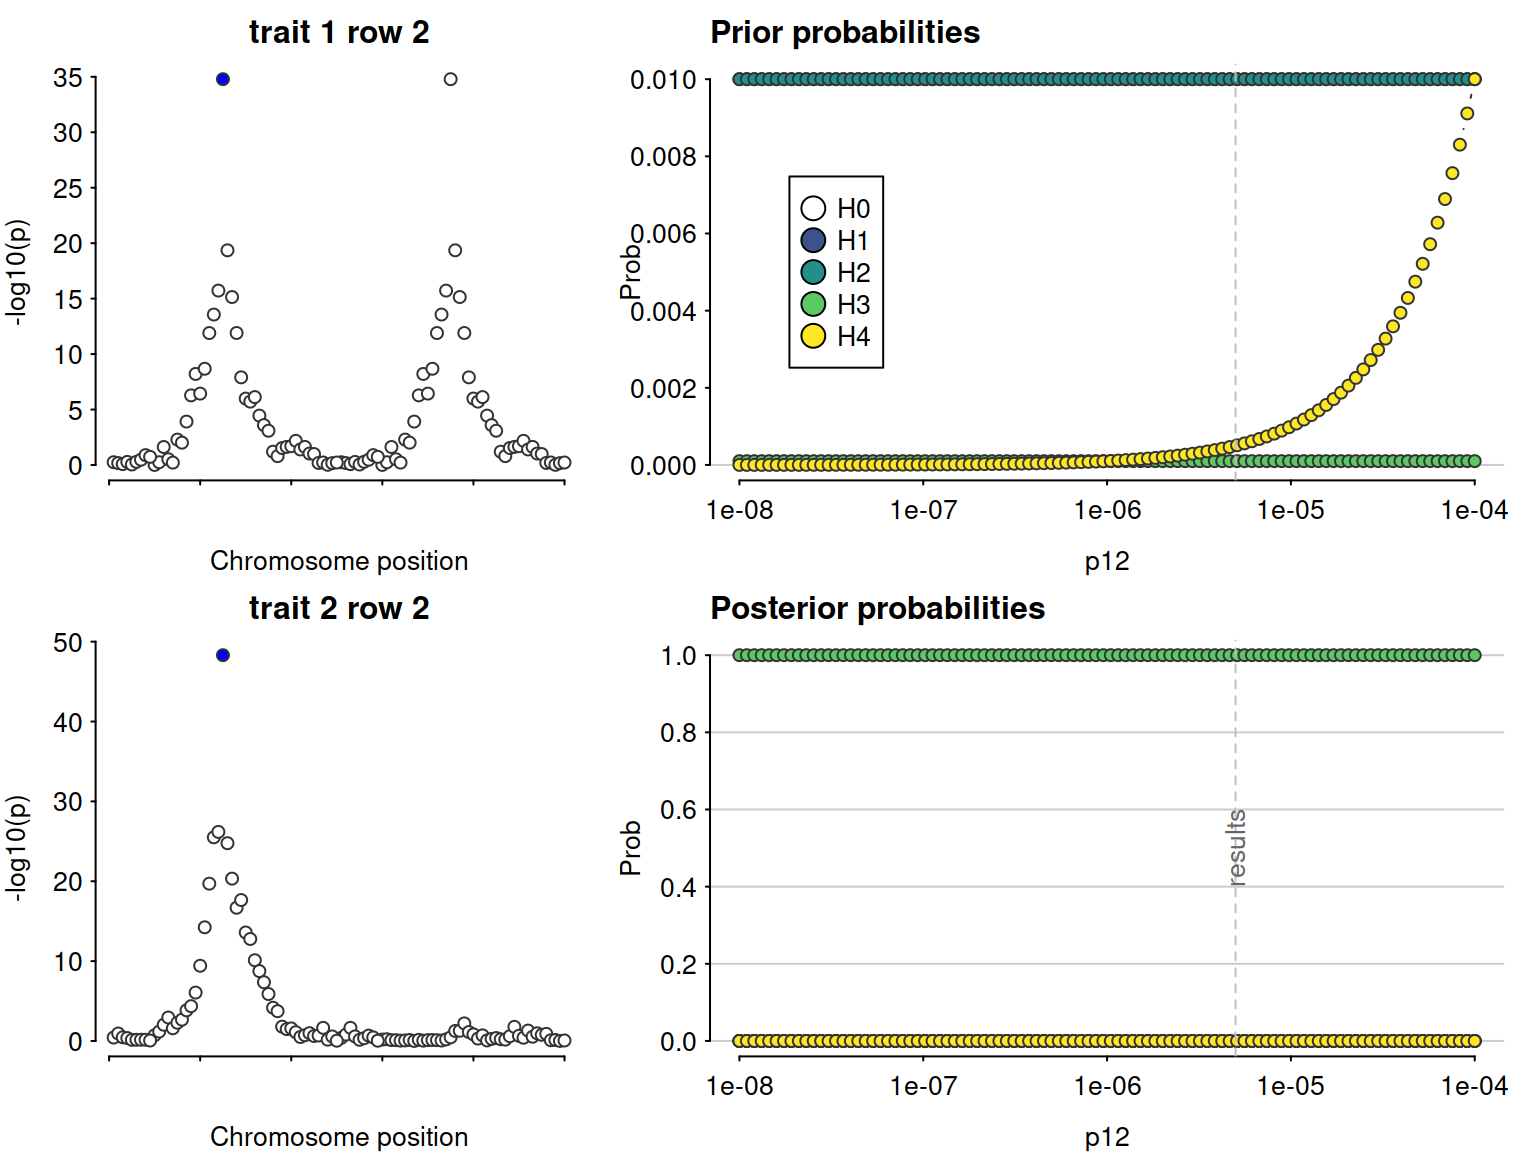 trait 1 row 2
35
30
25
20
15
10
5
0
-log10(p)
Chromosome position
Prior probabilities
0.010
0.008
0.006
0.004
0.002
0.000
Prob
H0
H1
H2
H3
H4
1e-08 1e-07 1e-06 1e-05 1e-04
p12
trait 2 row 2
50
40
30
20
10
0
-log10(p)
Chromosome position
Posterior probabilities
1.0
0.8
0.6
0.4
0.2
0.0
Prob
results
1e-08 1e-07 1e-06 1e-05 1e-04
p12